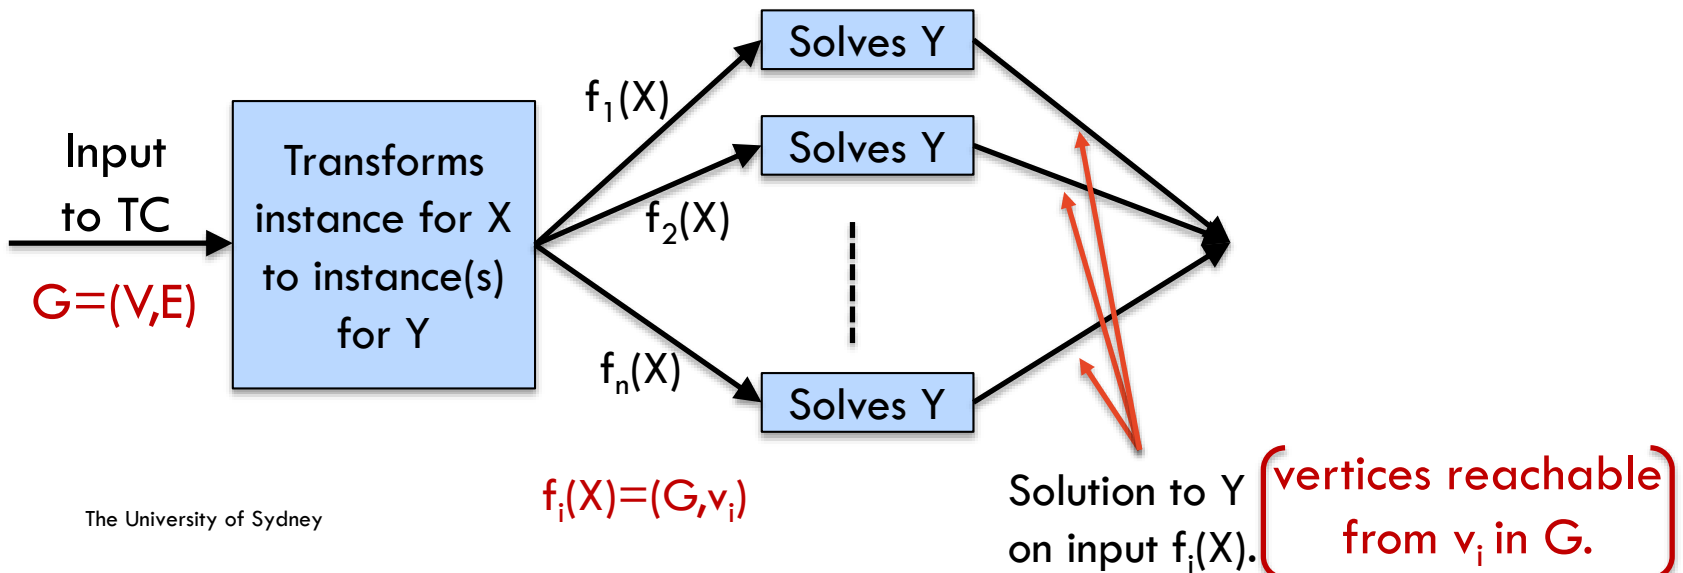 Input
to TC
G=(V,E)
Transforms
instance for X
to instance(s)
for Y
f₁(X)
f₂(X)
fₙ(X)
Solves Y
Solves Y
Solves Y
fᵢ(X)=(G,vᵢ)
Solution to Y
on input fᵢ(X).
vertices reachable
from vᵢ in G.
The University of Sydney